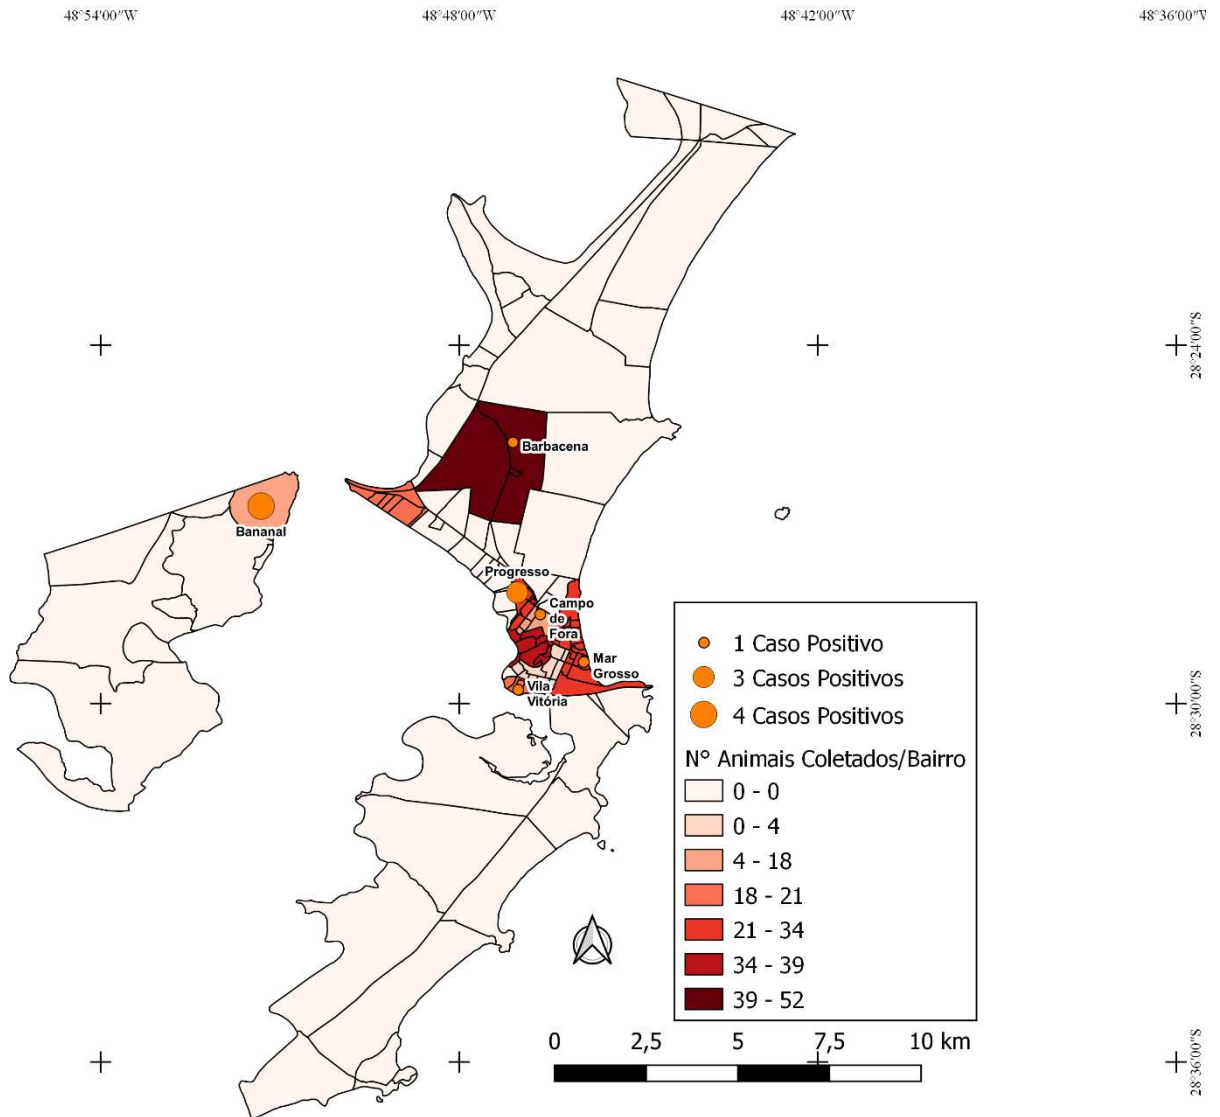 48°54'00"W
48°48'00"W
48°42'00"W
48°36'00"W
28°24'00"S
Barbacena
Bananal
Progresso
Campo
de
Fora
Mar
Grosso
Vila
Vitória
1 Caso Positivo
3 Casos Positivos
4 Casos Positivos
28°30'00"S
N° Animais Coletados/Bairro
0 - 0
0 - 4
4 - 18
18 - 21
21 - 34
34 - 39
39 - 52
0 2,5 5 7,5 10 km
28°36'00"S